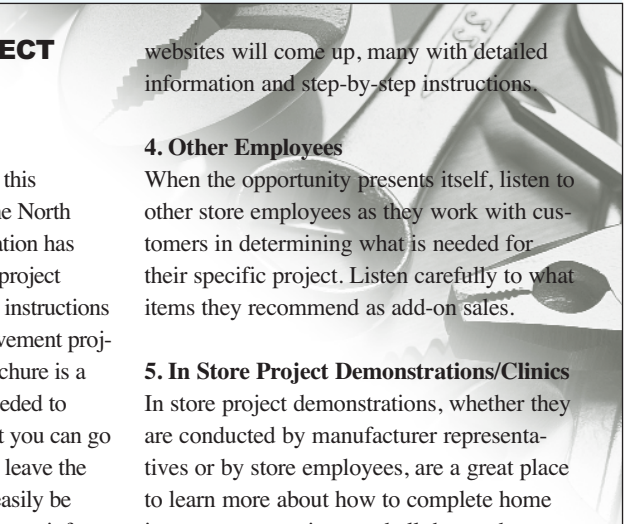 ECT
this
e North
ation has
project
instructions
vement proj-
chure is a
eded to
t you can go
leave the
easily be
websites will come up, many with detailed
information and step-by-step instructions.
4. Other Employees
When the opportunity presents itself, listen to
other store employees as they work with cus-
tomers in determining what is needed for
their specific project. Listen carefully to what
items they recommend as add-on sales.
5. In Store Project Demonstrations/Clinics
In store project demonstrations, whether they
are conducted by manufacturer representa-
tives or by store employees, are a great place
to learn more about how to complete home